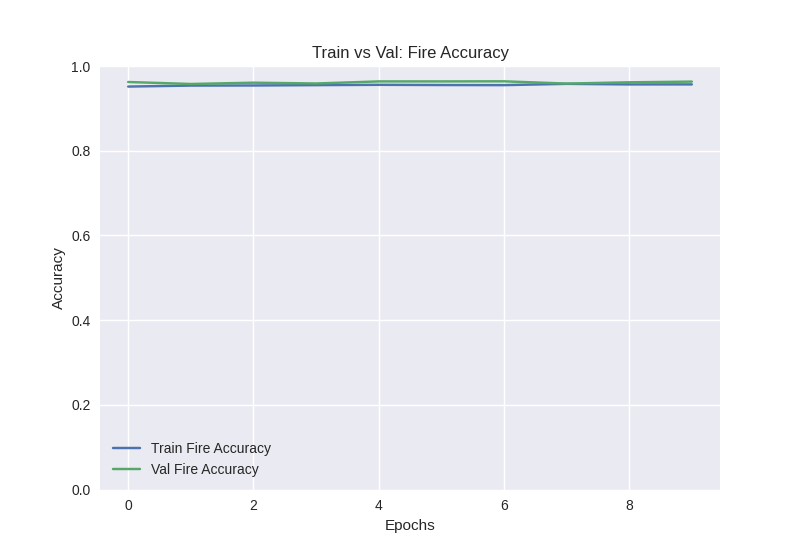 Train vs Val: Fire Accuracy
1.0
0.8
0.6
0.4
0.2
0.0
Accuracy
Train Fire Accuracy
Val Fire Accuracy
0 2 4 6 8
Epochs